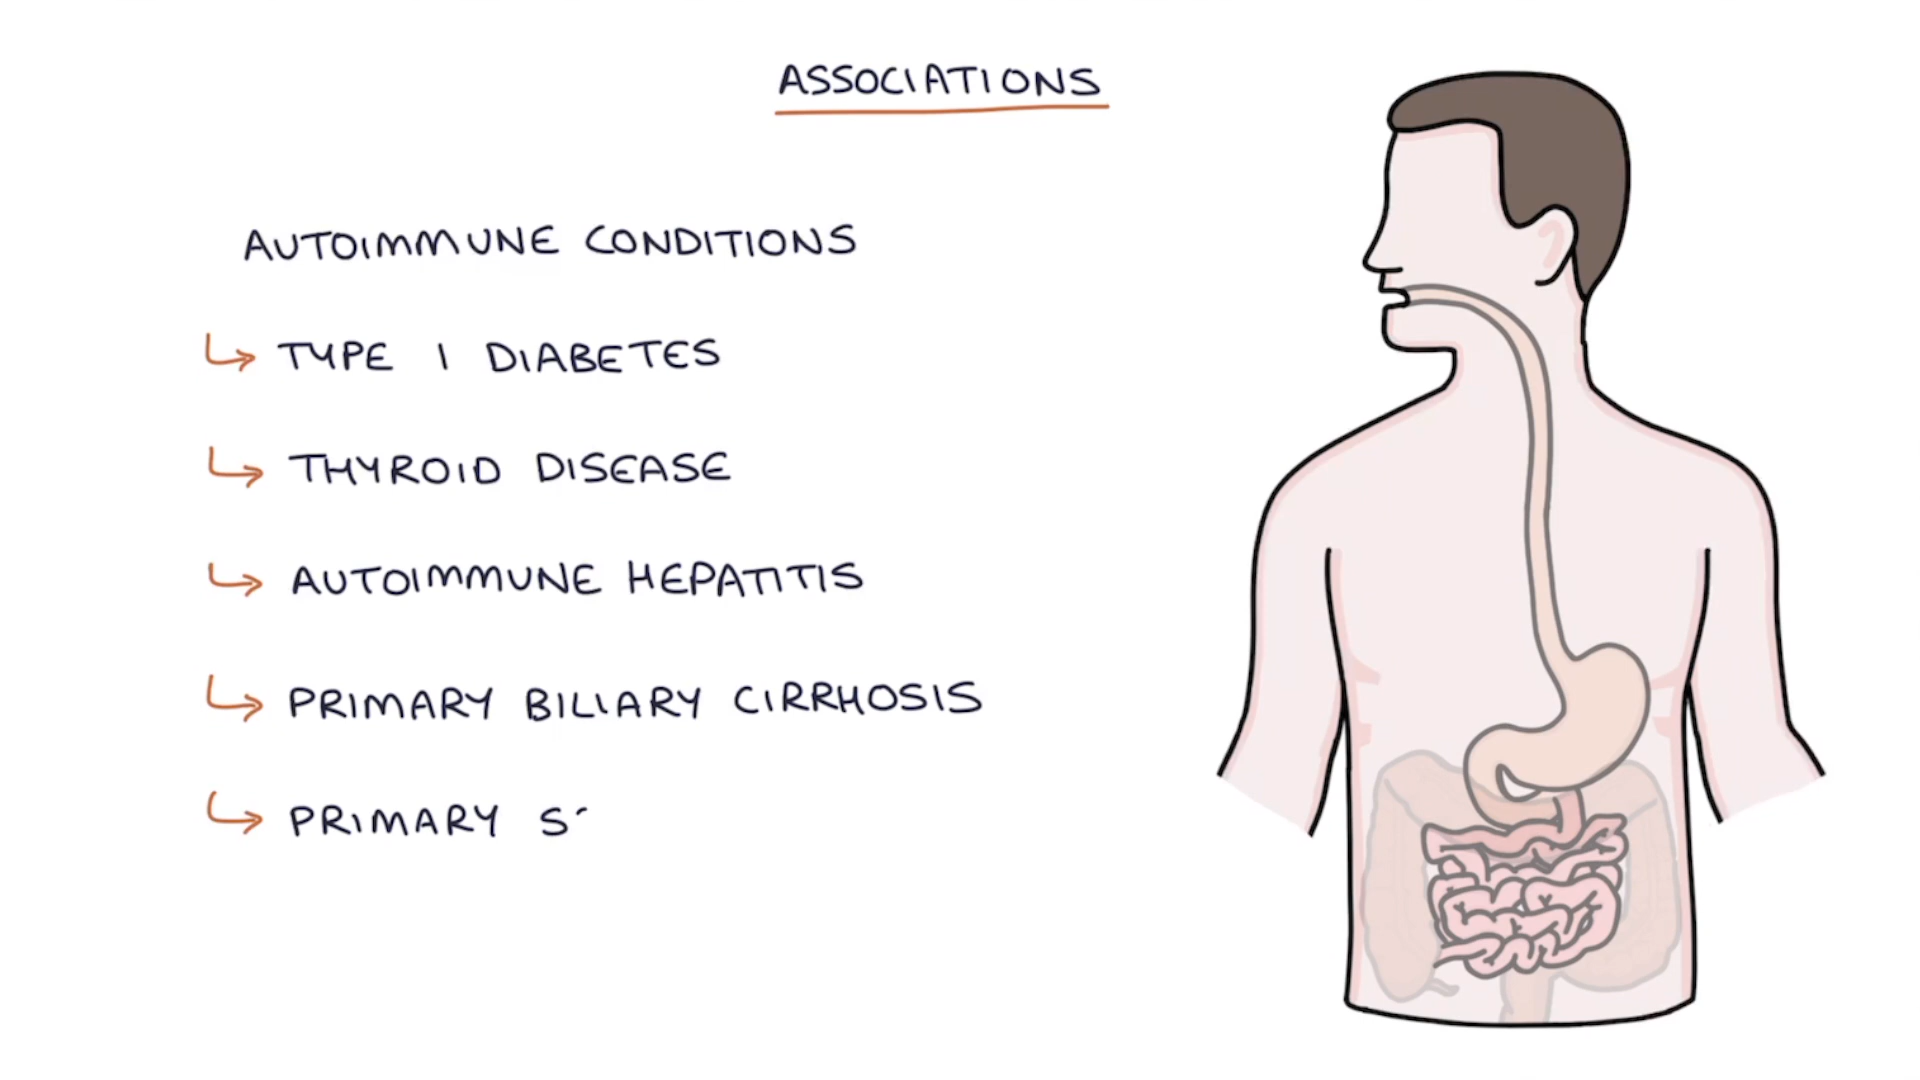 ASSOCIATIONS
AUTOIMMUNE CONDITIONS
TYPE 1 DIABETES
THYROID DISEASE
AUTOIMMUNE HEPATITIS
PRIMARY BILIARY CIRRHOSIS
PRIMARY S